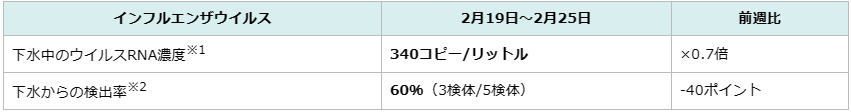 インフルエンザウイルス 2月19日~2月25日 前週比
下水中のウイルスRNA濃度※1 340コピー/リットル ×0.7倍
下水からの検出率※2 60%（3検体/5検体） -40ポイント